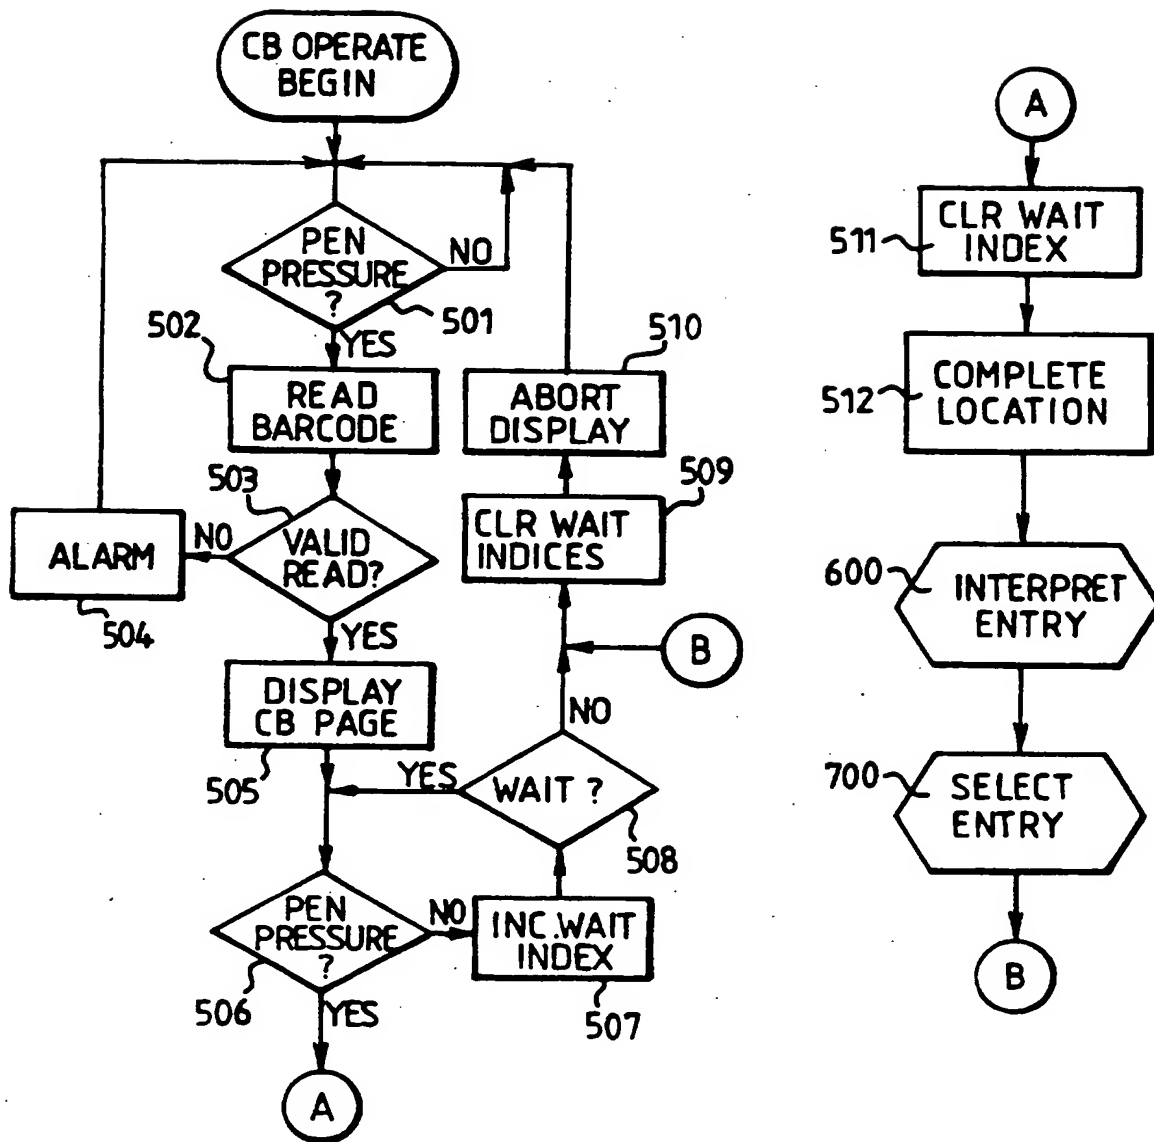 CB OPERATE
BEGIN
PEN
PRESSURE
?
NO
501
YES
502
READ
BARCODE
503
VALID
READ?
NO
ALARM
504
YES
DISPLAY
CB PAGE
505
PEN
PRESSURE
?
506
NO
YES
A
INC.WAIT
INDEX
507
WAIT ?
508
YES
NO
B
CLR WAIT
INDICES
509
ABORT
DISPLAY
510
A
CLR WAIT
INDEX
511
COMPLETE
LOCATION
512
INTERPRET
ENTRY
600
SELECT
ENTRY
700
B